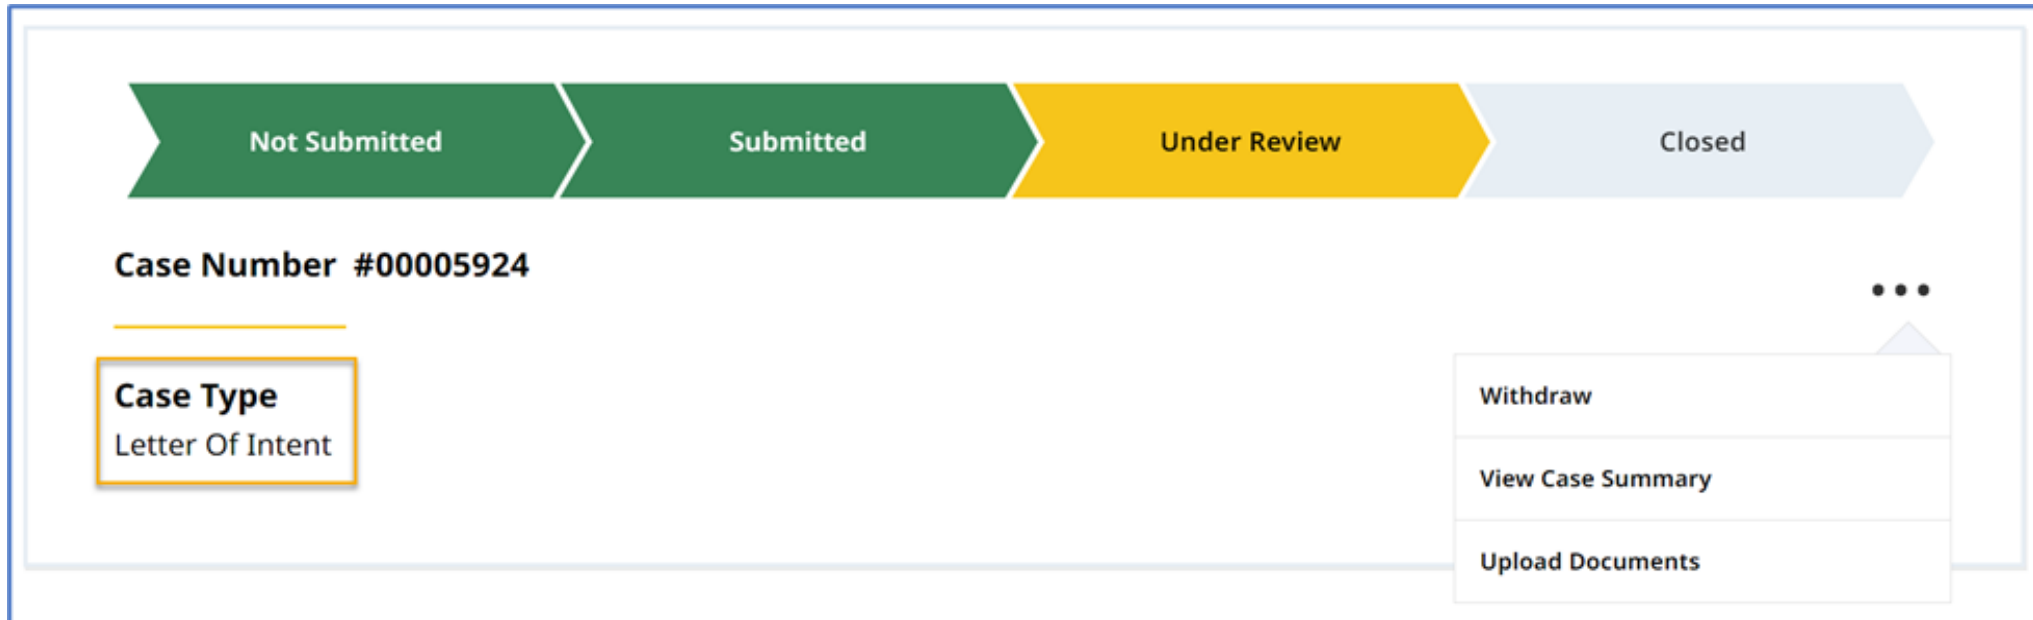 Not Submitted
Submitted
Under Review
Closed
Case Number #00005924
Case Type
Letter Of Intent
Withdraw
View Case Summary
Upload Documents